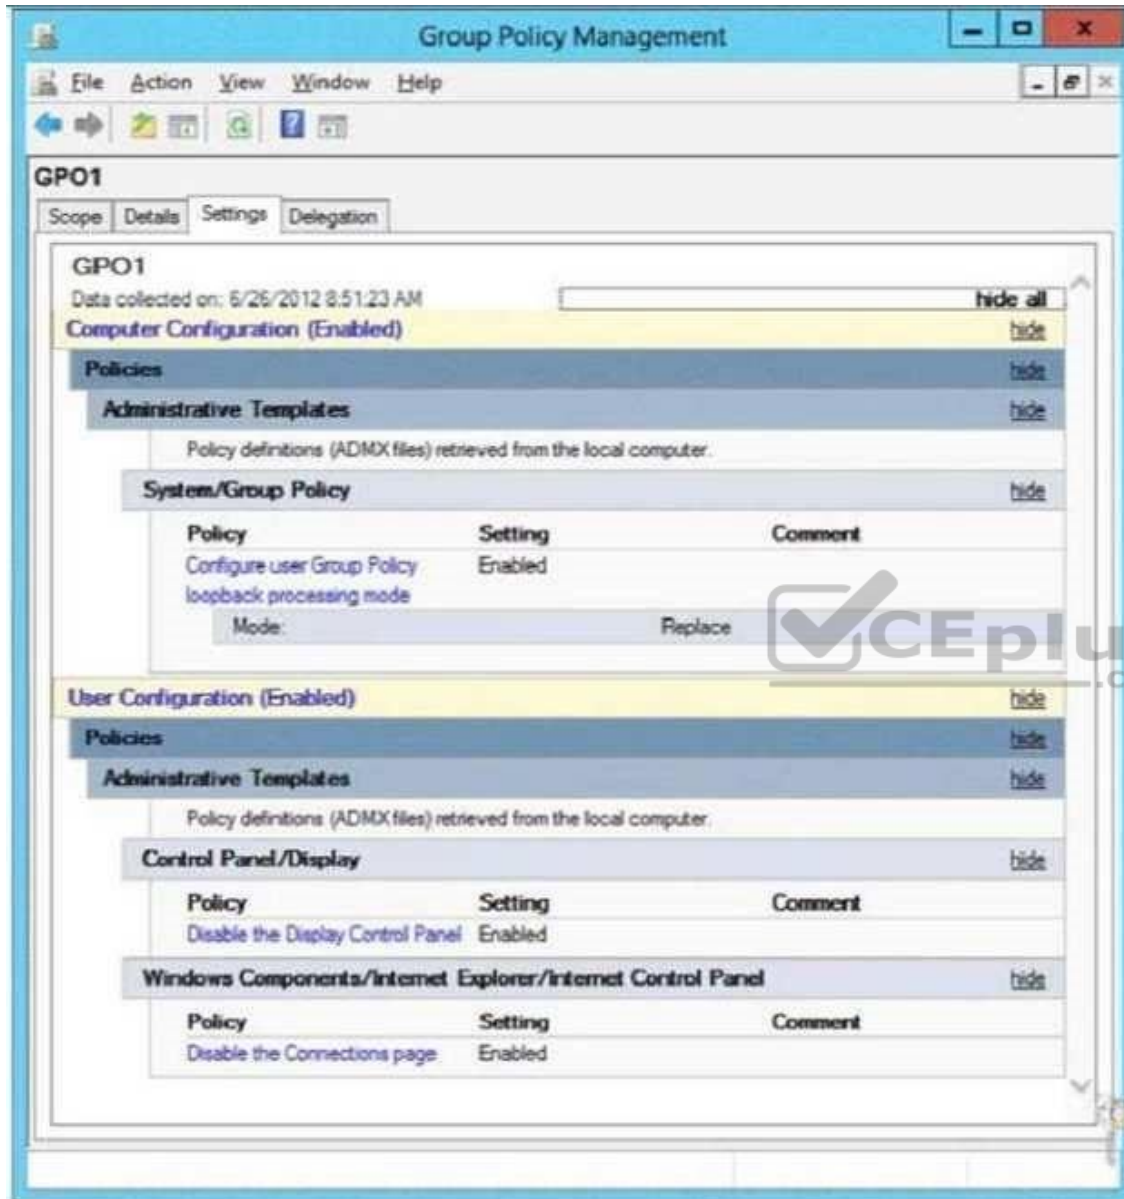 Group Policy Management
File Action View Window Help
GPO1
Scope Details Settings Delegation
GPO1
Data collected on: 6/26/2012 8:51:23 AM
hide all
Computer Configuration (Enabled) hide
Policies hide
Administrative Templates hide
Policy definitions (ADMX files) retrieved from the local computer.
System/Group Policy hide
Policy Setting Comment
Configure user Group Policy Enabled
loopback processing mode
Mode: Replace
CEplu
User Configuration (Enabled) hide
Policies hide
Administrative Templates hide
Policy definitions (ADMX files) retrieved from the local computer.
Control Panel/Display hide
Policy Setting Comment
Disable the Display Control Panel Enabled
Windows Components/Internet Explorer/Internet Control Panel hide
Policy Setting Comment
Disable the Connections page Enabled